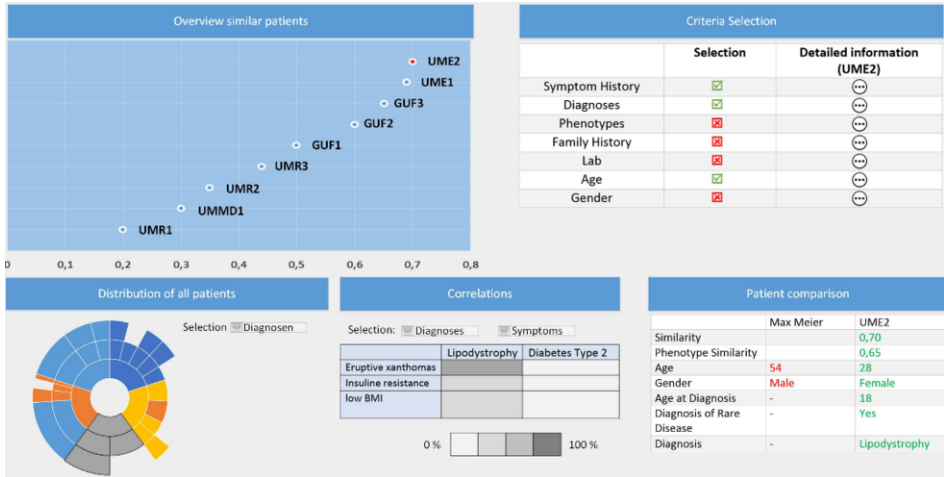 Overview similar patients
UME2
UME1
GUF3
GUF2
GUF1
UMR3
UMR2
UMMD1
UMR1
0 0,1 0,2 0,3 0,4 0,5 0,6 0,7 0,8
Criteria Selection
Selection Detailed information
(UME2)
Symptom History
Diagnoses
Phenotypes
Family History
Lab
Age
Gender
Distribution of all patients
Selection Diagnosen
Correlations
Selection: Diagnoses Symptoms
Lipodystrophy Diabetes Type 2
Eruptive xanthomas
Insuline resistance
low BMI
0 % 100 %
Patient comparison
Max Meier UME2
Similarity 0,70
Phenotype Similarity 0,65
Age 54 28
Gender Male Female
Age at Diagnosis - 18
Diagnosis of Rare - Yes
Disease
Diagnosis - Lipodystrophy